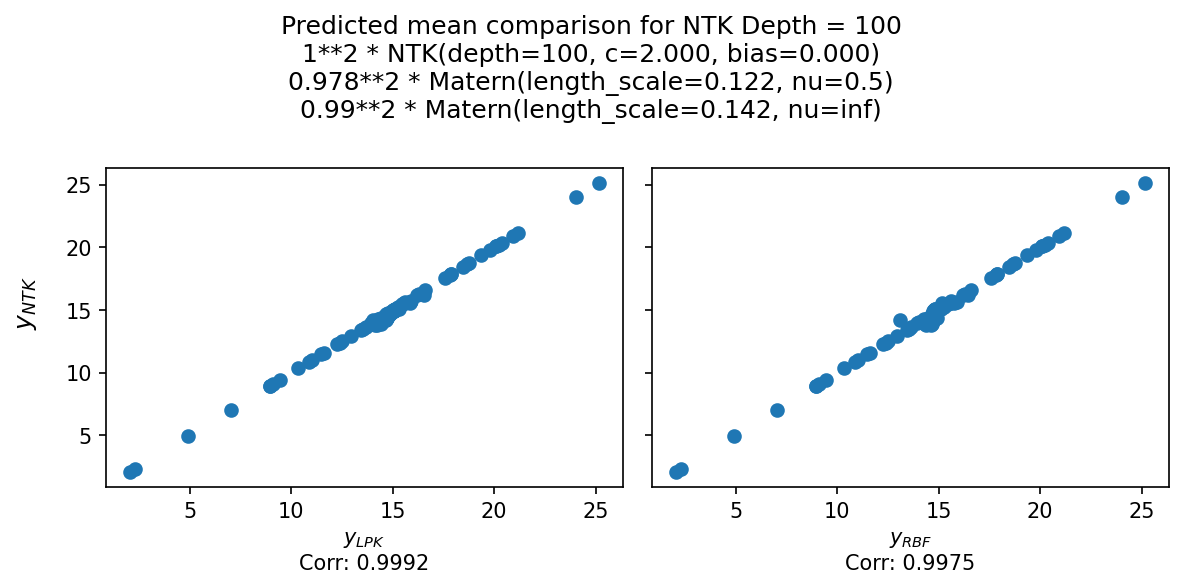 Predicted mean comparison for NTK Depth = 100
1**2 * NTK(depth=100, c=2.000, bias=0.000)
0.978**2 * Matern(length_scale=0.122, nu=0.5)
0.99**2 * Matern(length_scale=0.142, nu=inf)
25
20
15
10
5
y_NTK
5 10 15 20 25
y_LPK
Corr: 0.9992
5 10 15 20 25
y_RBF
Corr: 0.9975